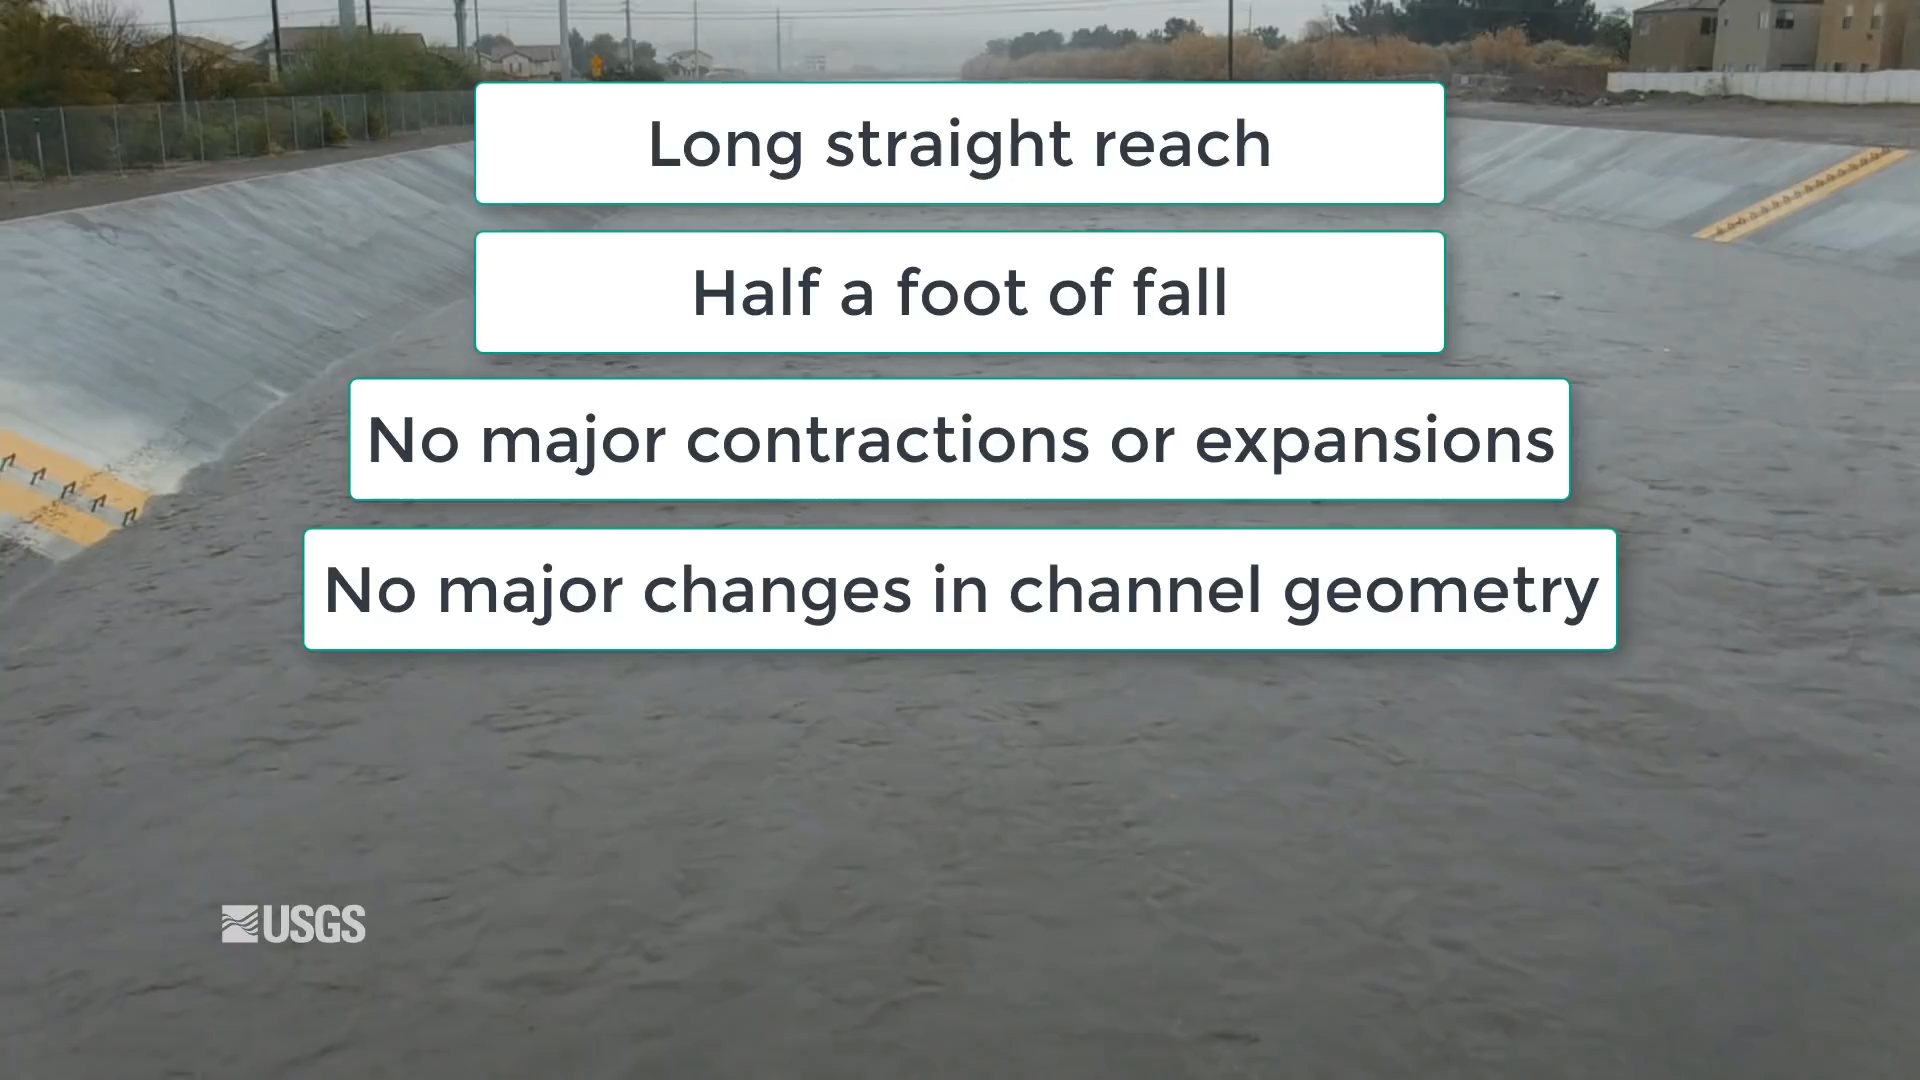 Long straight reach
Half a foot of fall
No major contractions or expansions
No major changes in channel geometry
USGS